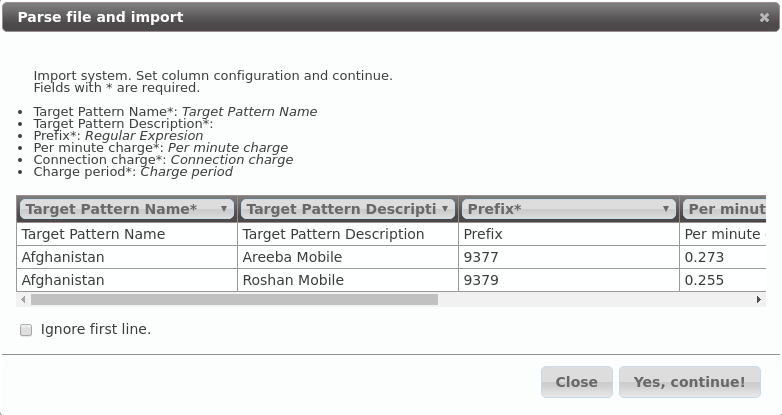 Parse file and import
Import system. Set column configuration and continue.
Fields with * are required.
Target Pattern Name*: Target Pattern Name
Target Pattern Description*:
Prefix*: Regular Expresion
Per minute charge*: Per minute charge
Connection charge*: Connection charge
Charge period*: Charge period
Target Pattern Name* Target Pattern Descripti Prefix* Per minut
Target Pattern Name Target Pattern Description Prefix Per minute
Afghanistan Areeba Mobile 9377 0.273
Afghanistan Roshan Mobile 9379 0.255
Ignore first line.
Close Yes, continue!